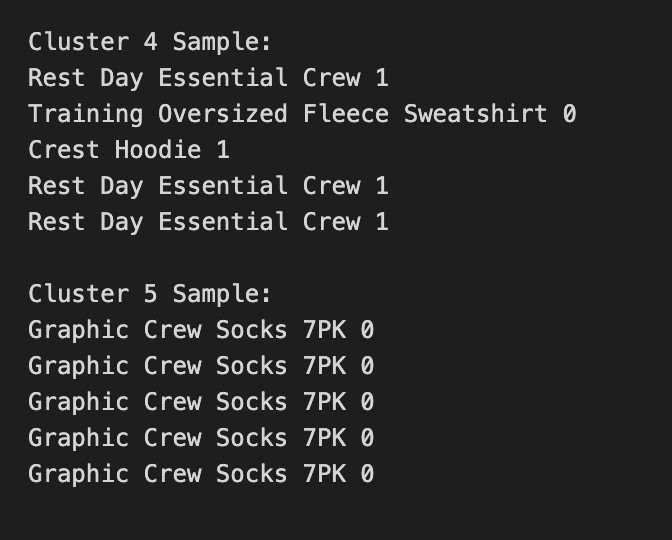 Cluster 4 Sample:
Rest Day Essential Crew 1
Training Oversized Fleece Sweatshirt 0
Crest Hoodie 1
Rest Day Essential Crew 1
Rest Day Essential Crew 1
Cluster 5 Sample:
Graphic Crew Socks 7PK 0
Graphic Crew Socks 7PK 0
Graphic Crew Socks 7PK 0
Graphic Crew Socks 7PK 0
Graphic Crew Socks 7PK 0